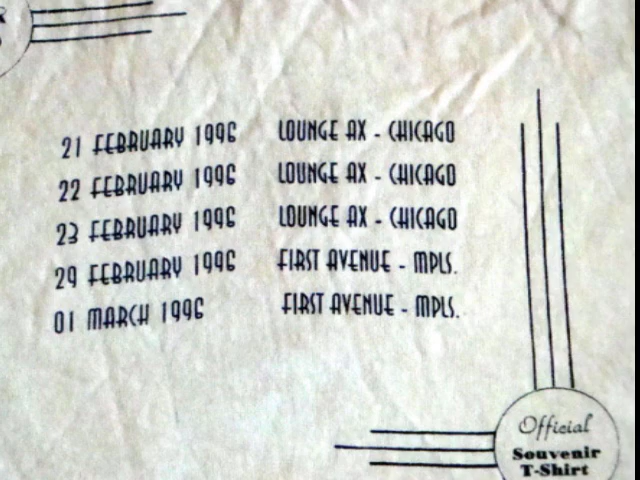 21 FEBRUARY 1996 LOUNGE AX - CHICAGO
22 FEBRUARY 1996 LOUNGE AX - CHICAGO
23 FEBRUARY 1996 LOUNGE AX - CHICAGO
29 FEBRUARY 1996 FIRST AVENUE - MPLS.
01 MARCH 1996 FIRST AVENUE - MPLS.
Official
Souvenir
T-Shirt